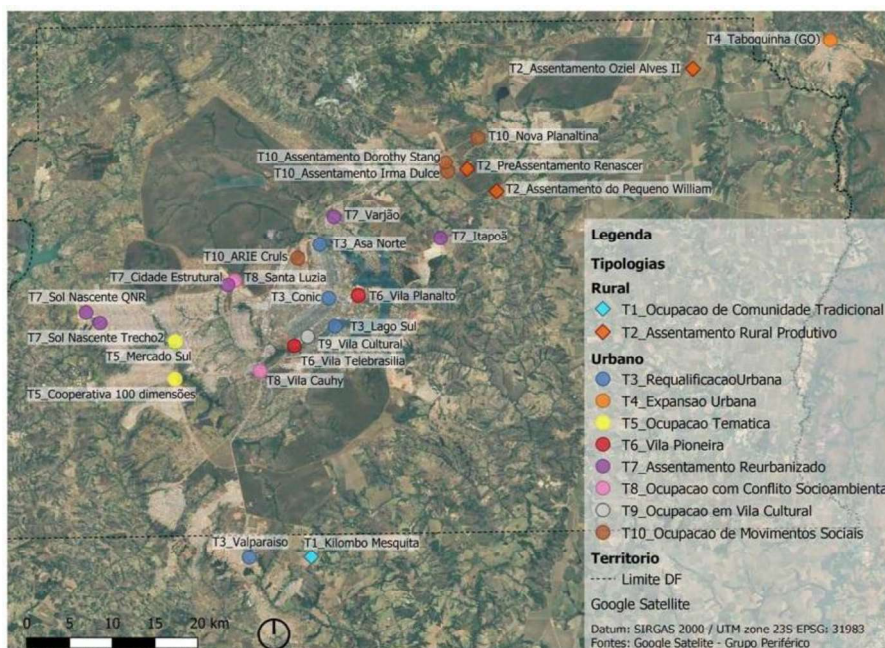 T4_Taboquinha (GO)
T2_Assentamento Oziel Alves II
T10_Nova Planaltina
T10_Assentamento Dorothy Stang
T2_PreAssentamento Renascer
T10_Assentamento Irma Dulce
T2_Assentamento do Pequeno William
T7_Varjão
T7_Itapoã
T3_Asa Norte
T10_ARIE Cruls
T7_Cidade Estrutural
T8_Santa Luzia
T7_Sol Nascente QNR
T3_Conic
T6_Vila Planalto
T7_Sol Nascente Trecho2
T3_Lago Sul
T9_Vila Cultural
T5_Mercado Sul
T6_Vila Telebrasilia
T8_Vila Cauhy
T5_Cooperativa 100 dimensões
T3_Valparaiso
T1_Kilombo Mesquita
0 5 10 15 20 km
Legenda
Tipologias
Rural
T1_Ocupacao de Comunidade Tradicional
T2_Assentamento Rural Produtivo
Urbano
T3_RequalificacaoUrbana
T4_Expansao Urbana
T5_Ocupacao Tematica
T6_Vila Pioneira
T7_Assentamento Reurbanizado
T8_Ocupacao com Conflito Socioambienta
T9_Ocupacao em Vila Cultural
T10_Ocupacao de Movimentos Sociais
Territorio
Limite DF
Google Satellite
Datum: SIRGAS 2000 / UTM zone 23S EPSG: 31983
Fontes: Google Satelite - Grupo Periférico